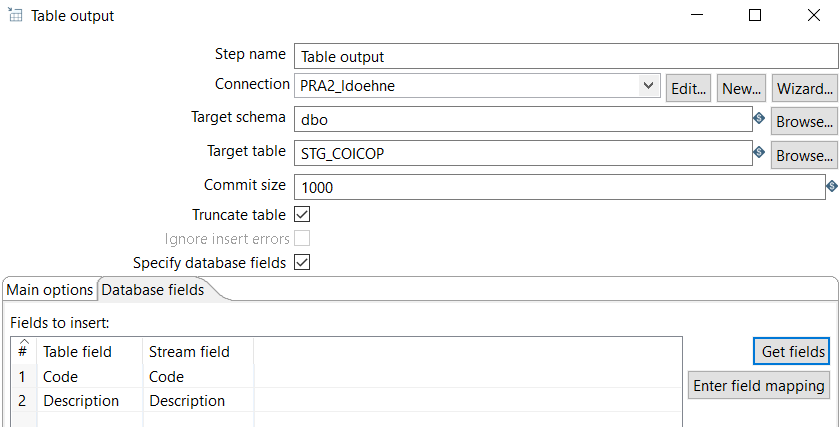 Table output
Step name Table output
Connection PRA2_ldoehne Edit... New... Wizard...
Target schema dbo Browse...
Target table STG_COICOP Browse...
Commit size 1000
Truncate table
Ignore insert errors
Specify database fields
Main options Database fields
Fields to insert:
# Table field Stream field Get fields
1 Code Code
Enter field mapping
2 Description Description